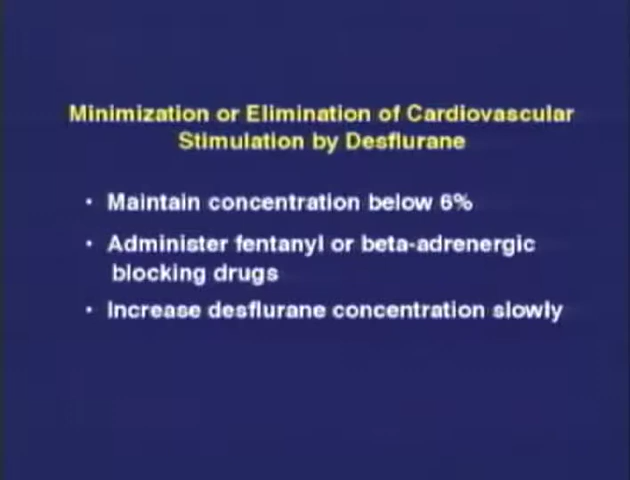 Minimization or Elimination of Cardiovascular
Stimulation by Desflurane
· Maintain concentration below 6%
· Administer fentanyl or beta-adrenergic
blocking drugs
· Increase desflurane concentration slowly